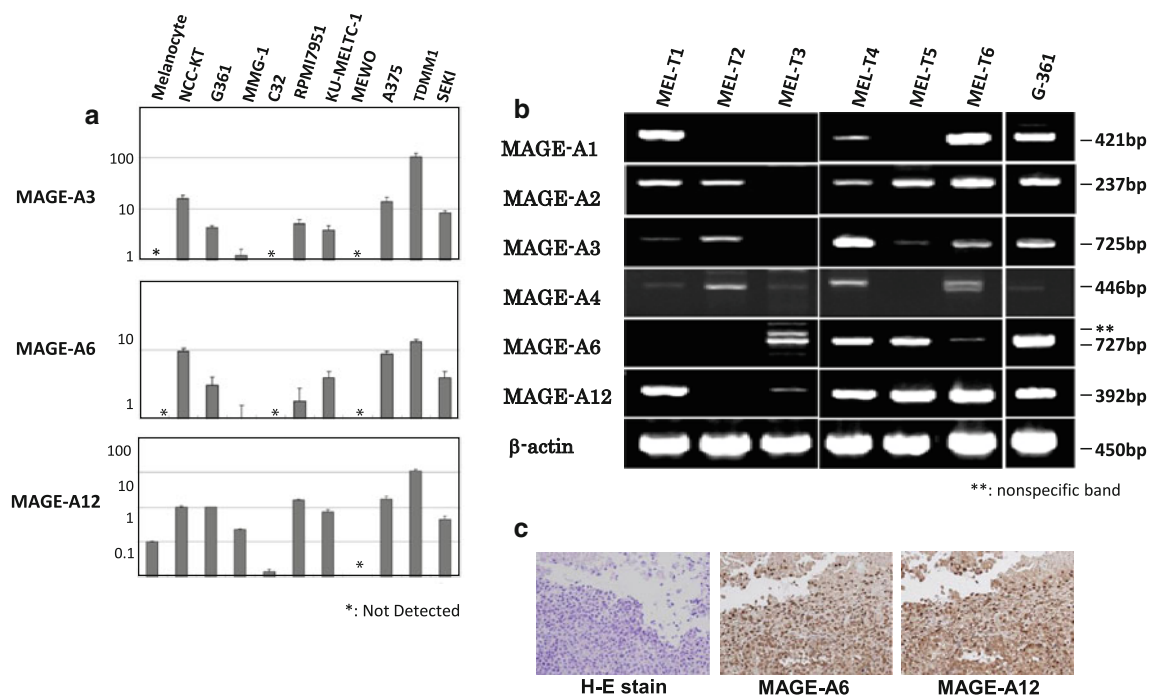 a
Melanocyte
NCC-KT
G361
MMG-1
C32
RPMI7951
KU-MELTC-1
MEWO
A375
TDMM1
SEKI
MAGE-A3
100
10
1
*
*
*
MAGE-A6
10
1
*
*
*
MAGE-A12
100
10
1
0.1
*
*: Not Detected
b
MEL-T1
MEL-T2
MEL-T3
MEL-T4
MEL-T5
MEL-T6
G-361
MAGE-A1
–421bp
MAGE-A2
–237bp
MAGE-A3
–725bp
MAGE-A4
–446bp
–**
MAGE-A6
–727bp
MAGE-A12
–392bp
β-actin
–450bp
**: nonspecific band
c
H-E stain
MAGE-A6
MAGE-A12